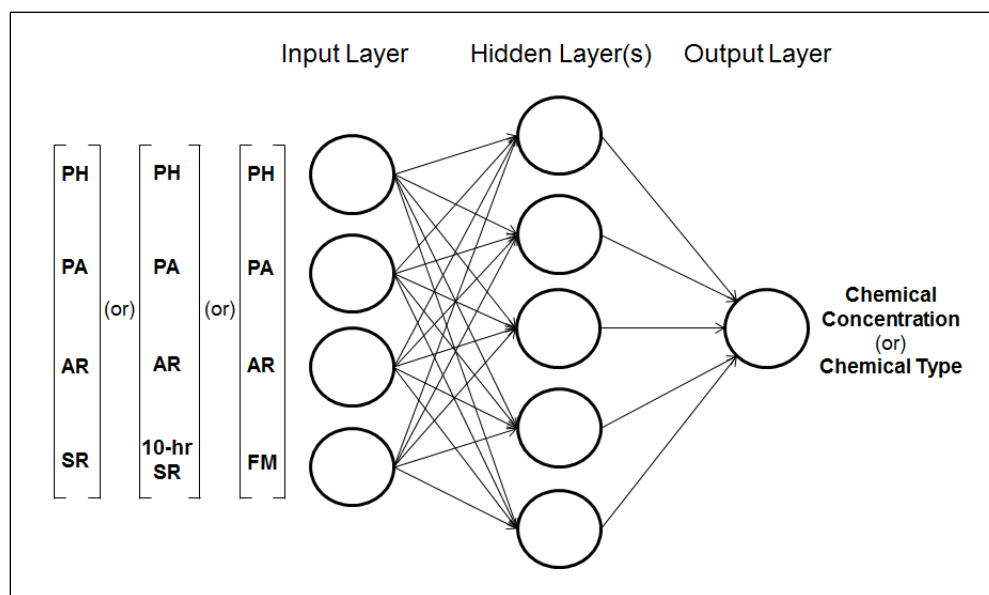 Input Layer
Hidden Layer(s)
Output Layer
PH
PA
AR
SR
(or)
PH
PA
AR
10-hr
SR
(or)
PH
PA
AR
FM
Chemical
Concentration
(or)
Chemical Type